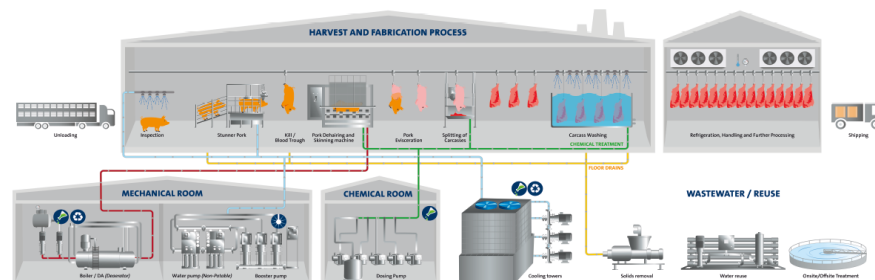 HARVEST AND FABRICATION PROCESS
Unloading
Inspection
Stunner Pork
Kill /
Blood Trough
Pork Dehairing and
Skinning machine
Pork
Evisceration
Splitting of
Carcasses
Carcass Washing
CHEMICAL TREATMENT
FLOOR DRAINS
Refrigeration, Handling and Further Processing
Shipping
MECHANICAL ROOM
CHEMICAL ROOM
WASTEWATER / REUSE
Boiler / DA (Deaerator)
Water pump (Non-Potable)
Booster pump
Dosing Pump
Cooling towers
Solids removal
Water reuse
Onsite/Offsite Treatment